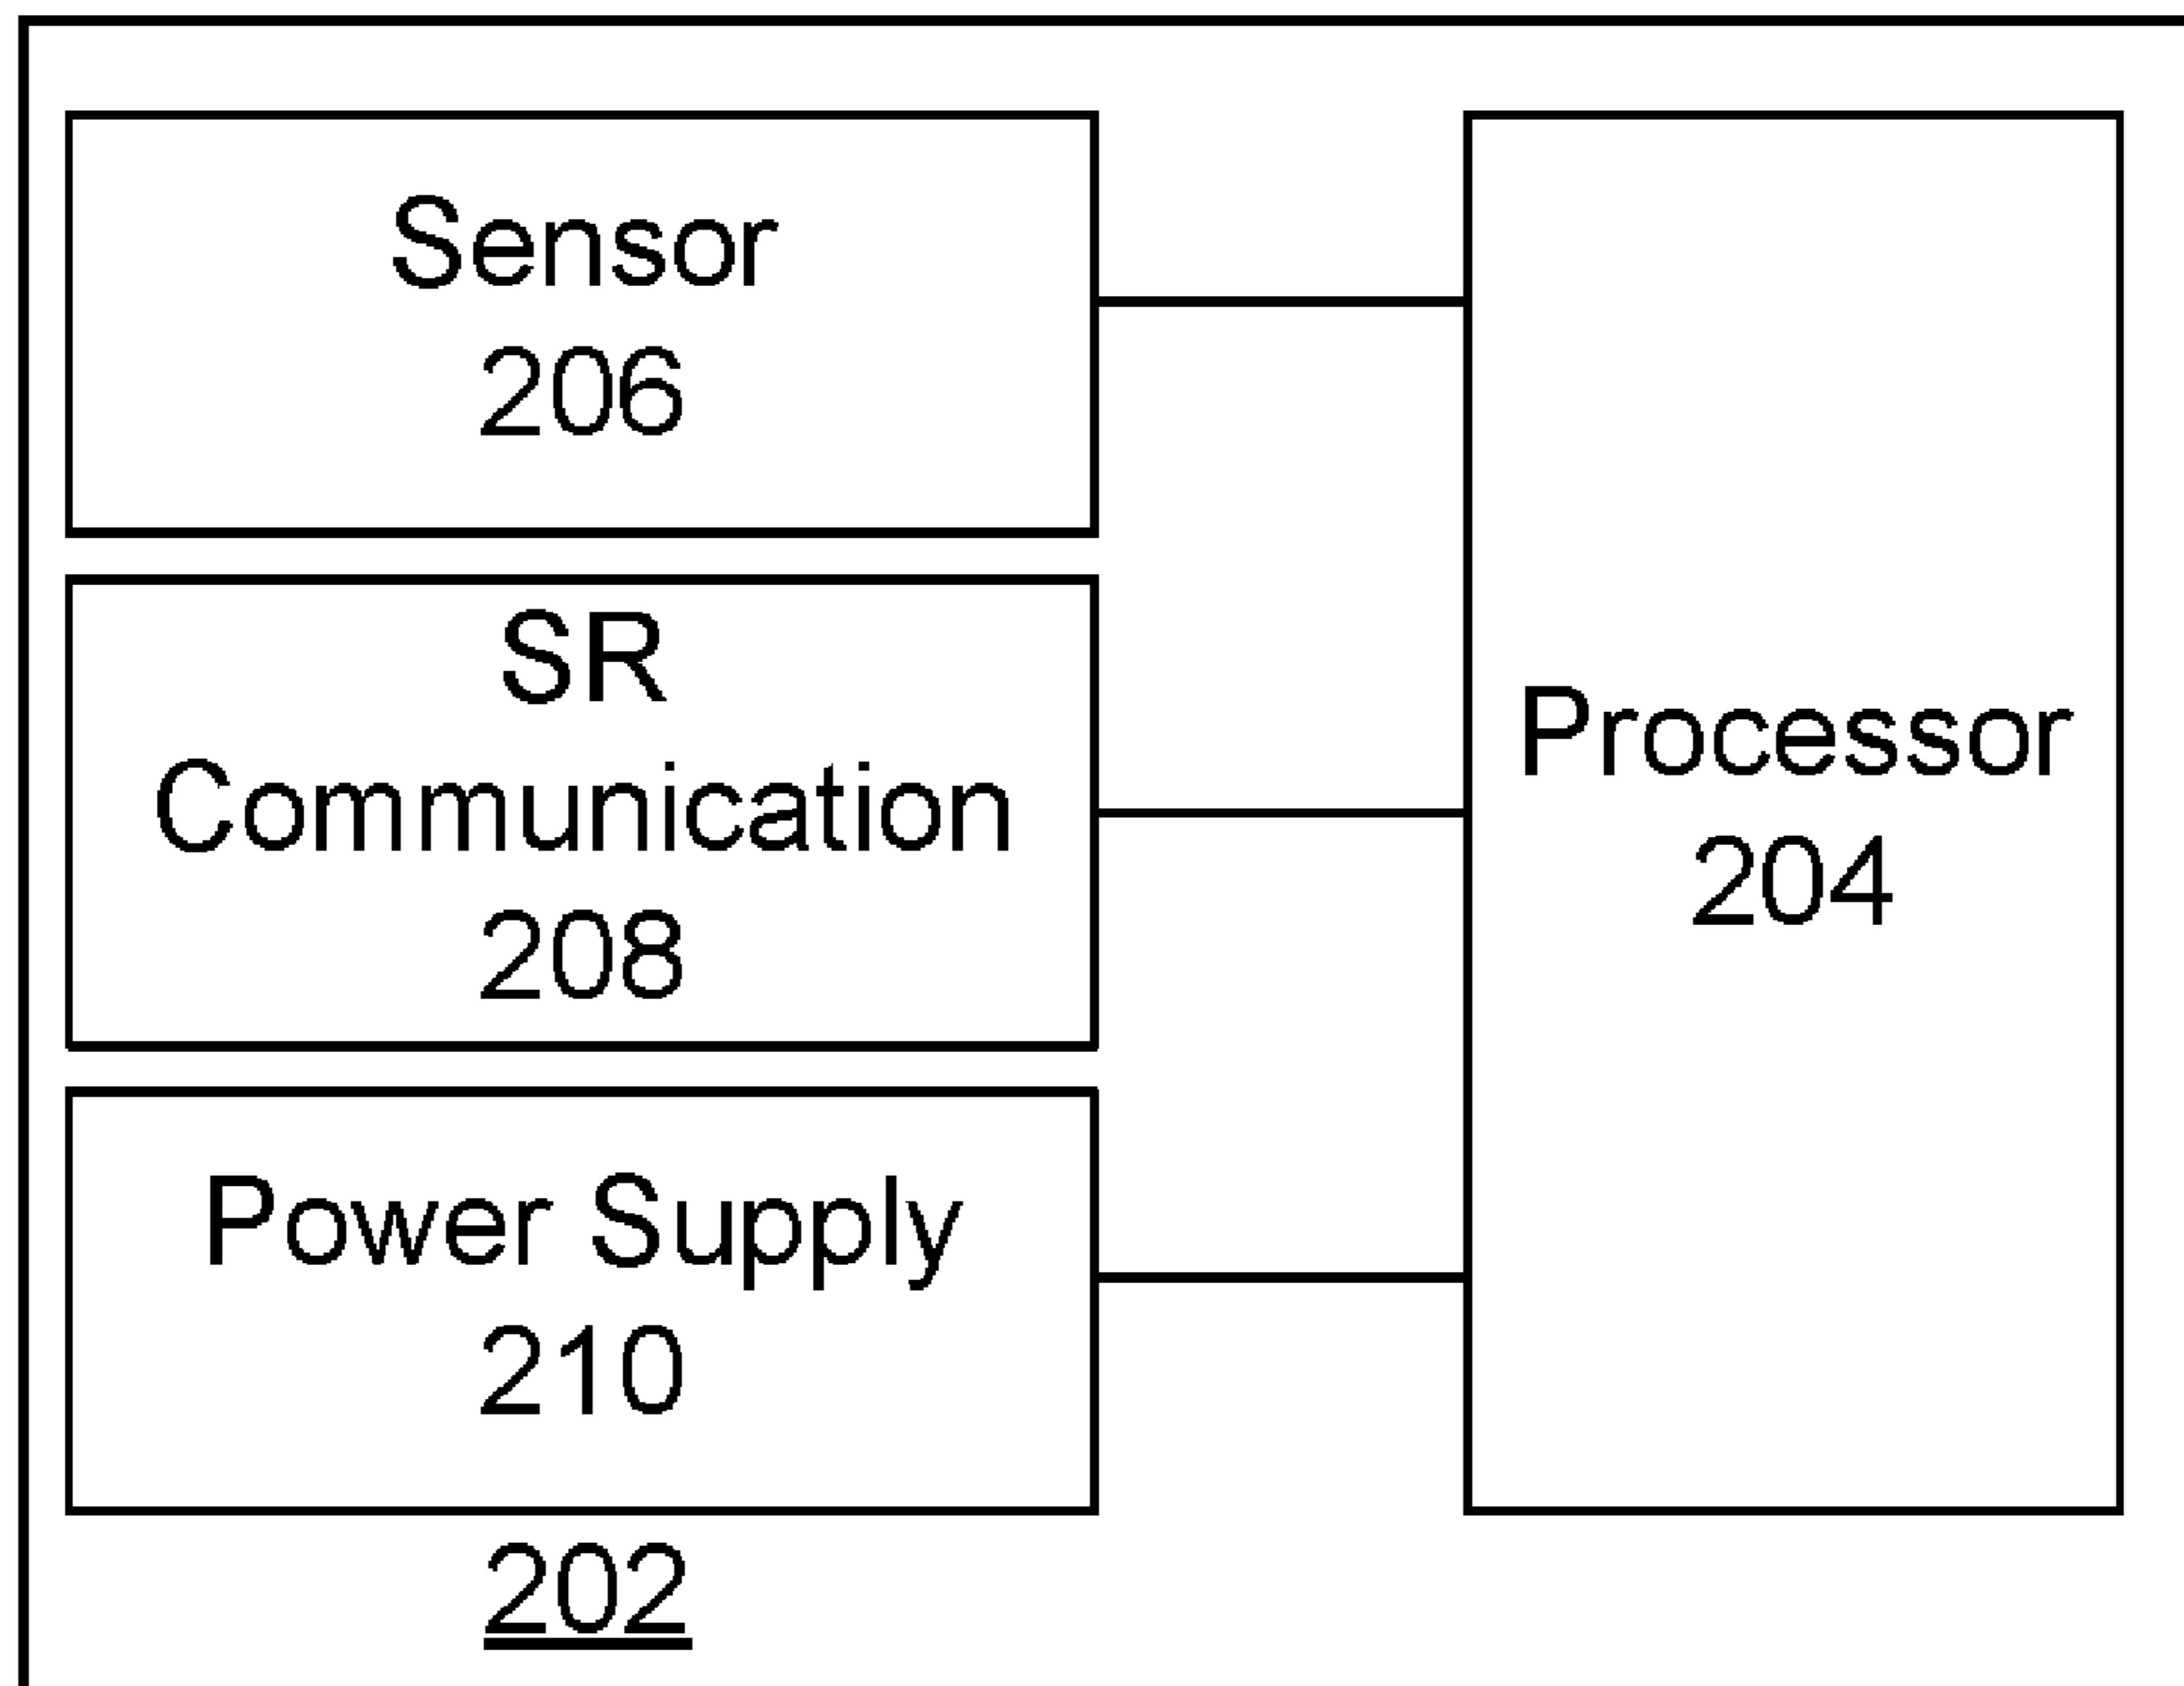 Sensor
206
SR
Communication
208
Power Supply
210
202
Processor
204